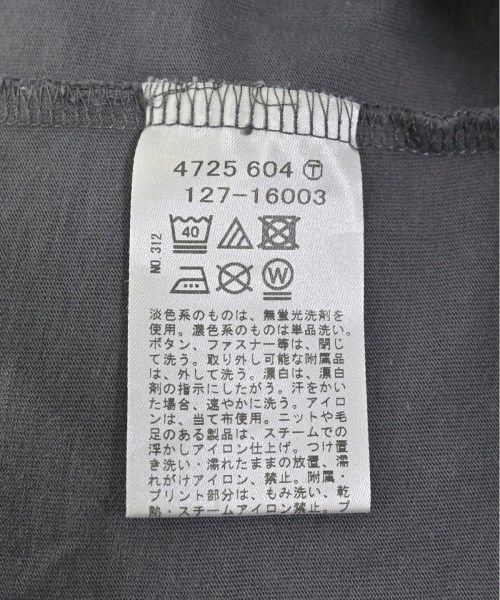 4725 604 Ⓣ
127-16003
NO.312
40
W
淡色系のものは、無蛍光洗剤を
使用。濃色系のものは単品洗い。
ボタン、ファスナー等は、閉じ
て洗う。取り外し可能な附属品
は、外して洗う。漂白は、漂白
剤の指示にしたがう。汗をかい
た場合、速やかに洗う。アイロ
ンは、当て布使用。ニットや毛
足のある製品は、スチームでの
浮かしアイロン仕上げ。つけ置
き洗い・濡れたままの放置、濡
れがけアイロン、禁止。附属・
プリント部分は、もみ洗い、乾
熱・スチームアイロン禁止。プ